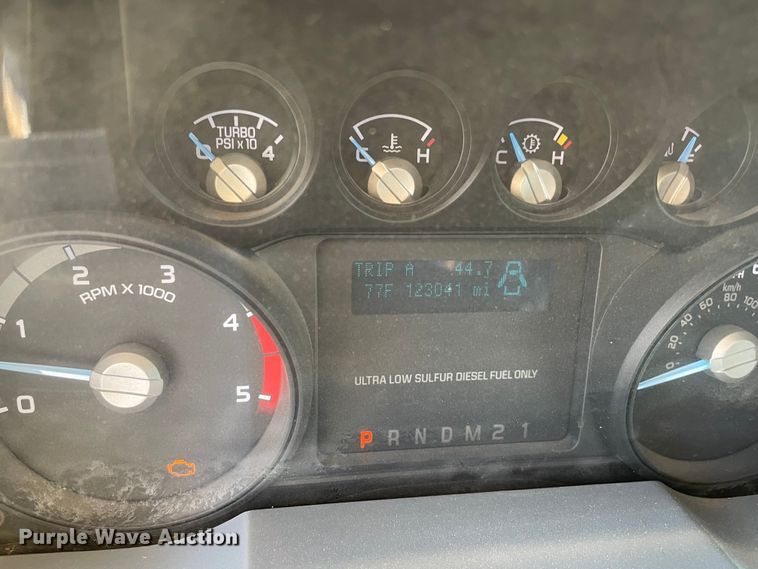 TURBO
PSI x 10
0 4
C H
C H
E
TRIP A 44.7
77F 123041 mi
0 1 2 3 4 5
RPM X 1000
km/h
20 40 60 80 100
ULTRA LOW SULFUR DIESEL FUEL ONLY
P R N D M 2 1
Purple Wave Auction